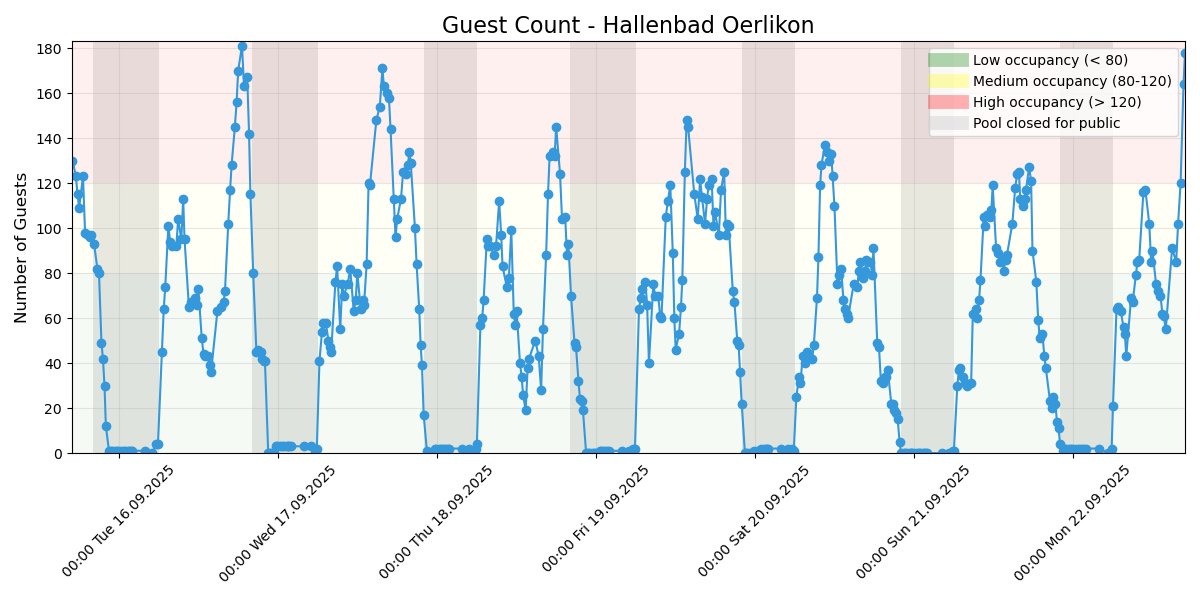 Guest Count - Hallenbad Oerlikon
Number of Guests
180
160
140
120
100
80
60
40
20
0
Low occupancy (< 80)
Medium occupancy (80-120)
High occupancy (> 120)
Pool closed for public
00:00 Tue 16.09.2025
00:00 Wed 17.09.2025
00:00 Thu 18.09.2025
00:00 Fri 19.09.2025
00:00 Sat 20.09.2025
00:00 Sun 21.09.2025
00:00 Mon 22.09.2025